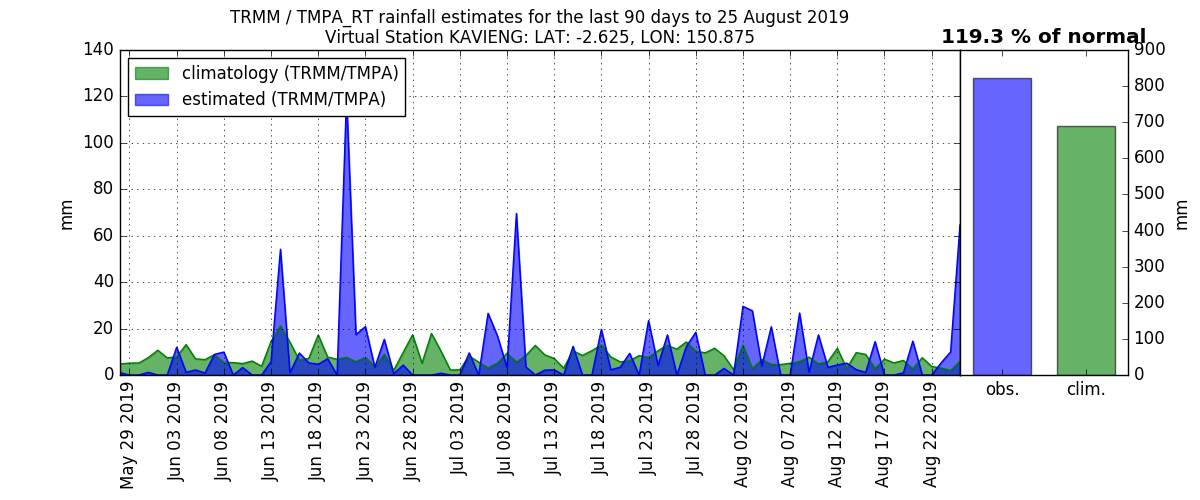 TRMM / TMPA_RT rainfall estimates for the last 90 days to 25 August 2019
Virtual Station KAVIENG: LAT: -2.625, LON: 150.875
119.3 % of normal
climatology (TRMM/TMPA)
estimated (TRMM/TMPA)
mm
140
120
100
80
60
40
20
0
May 29 2019
Jun 03 2019
Jun 08 2019
Jun 13 2019
Jun 18 2019
Jun 23 2019
Jun 28 2019
Jul 03 2019
Jul 08 2019
Jul 13 2019
Jul 18 2019
Jul 23 2019
Jul 28 2019
Aug 02 2019
Aug 07 2019
Aug 12 2019
Aug 17 2019
Aug 22 2019
obs.
clim.
900
800
700
600
500
400
300
200
100
0
mm